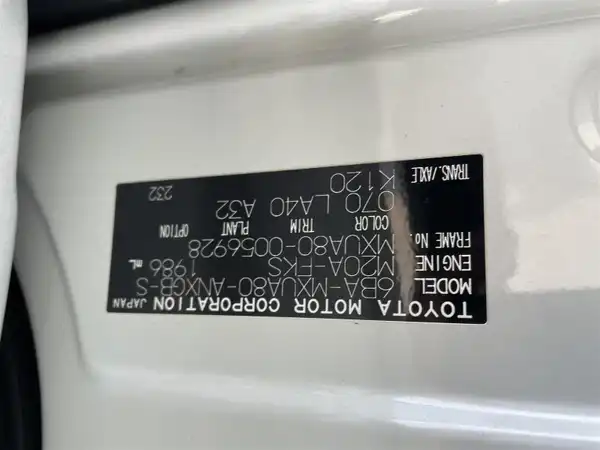 TOYOTA MOTOR CORPORATION JAPAN
MODEL 6BA-MXUA80-ANXGB-S
ENGINE M20A-FKS 1986 mL
FRAME No. MXUA80-0056928
COLOR TRIM PLANT OPTION
070 LA40 A32
TRANS./AXLE K120 232